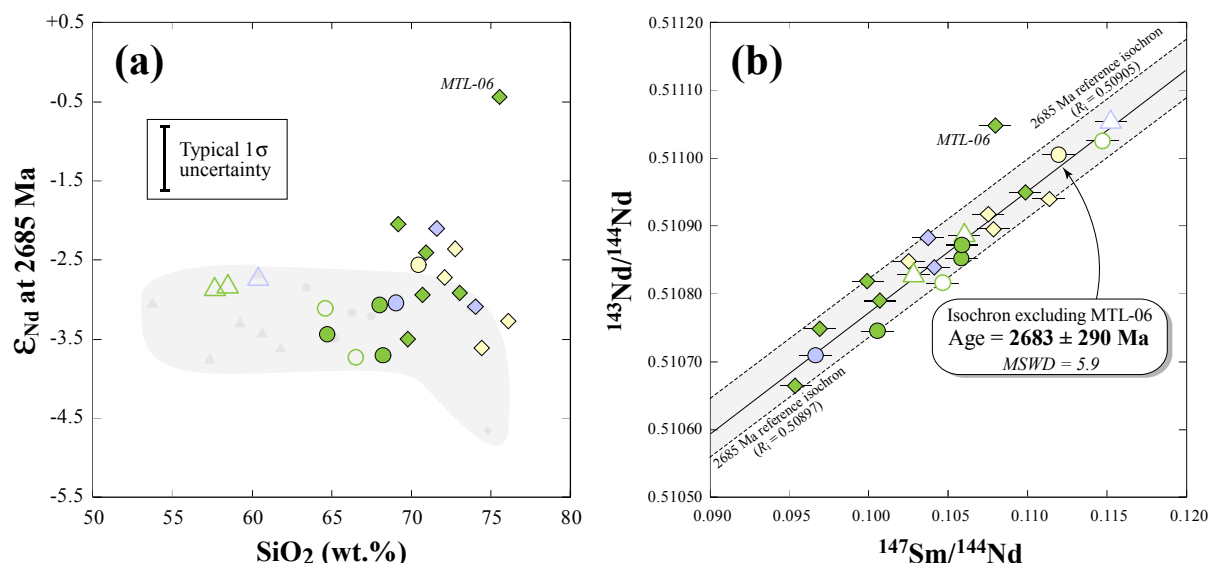 +0.5
-0.5
-1.5
-2.5
-3.5
-4.5
-5.5
50
55
60
65
70
75
80
εNd at 2685 Ma
SiO2 (wt.%)
(a)
MTL-06
Typical 1σ
uncertainty
0.51120
0.51110
0.51100
0.51090
0.51080
0.51070
0.51060
0.51050
0.090
0.095
0.100
0.105
0.110
0.115
0.120
143Nd/144Nd
147Sm/144Nd
(b)
MTL-06
2685 Ma reference isochron
(Ri = 0.50905)
Isochron excluding MTL-06
Age = 2683 ± 290 Ma
MSWD = 5.9
2685 Ma reference isochron
(Ri = 0.50897)